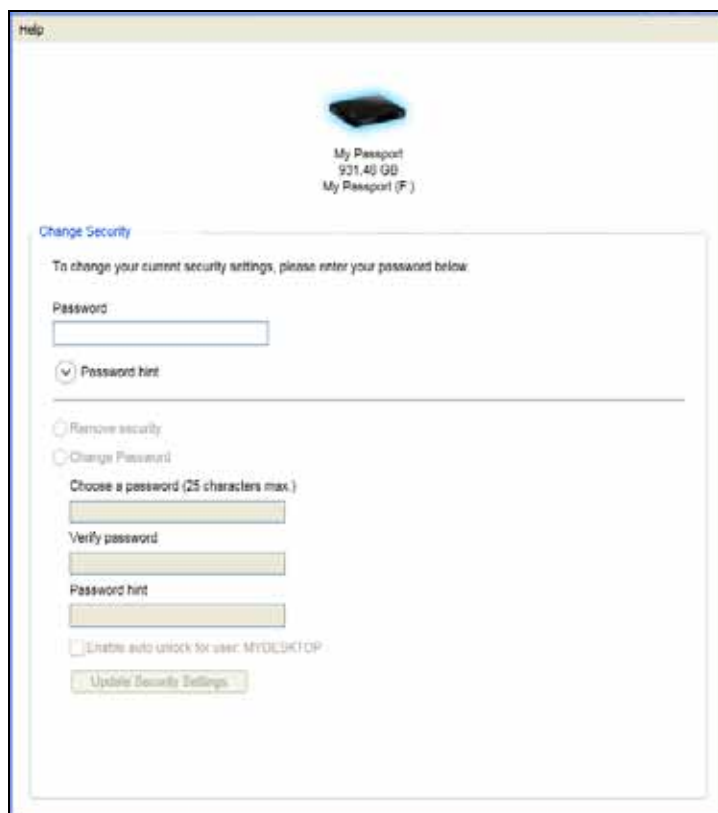 Help
My Passport
931.48 GB
My Passport (F:)
Change Security
To change your current security settings, please enter your password below
Password
Password hint
Remove security
Change Password
Choose a password (25 characters max.)
Verify password
Password hint
Enable auto unlock for user: MYDESKTOP
Update Security Settings